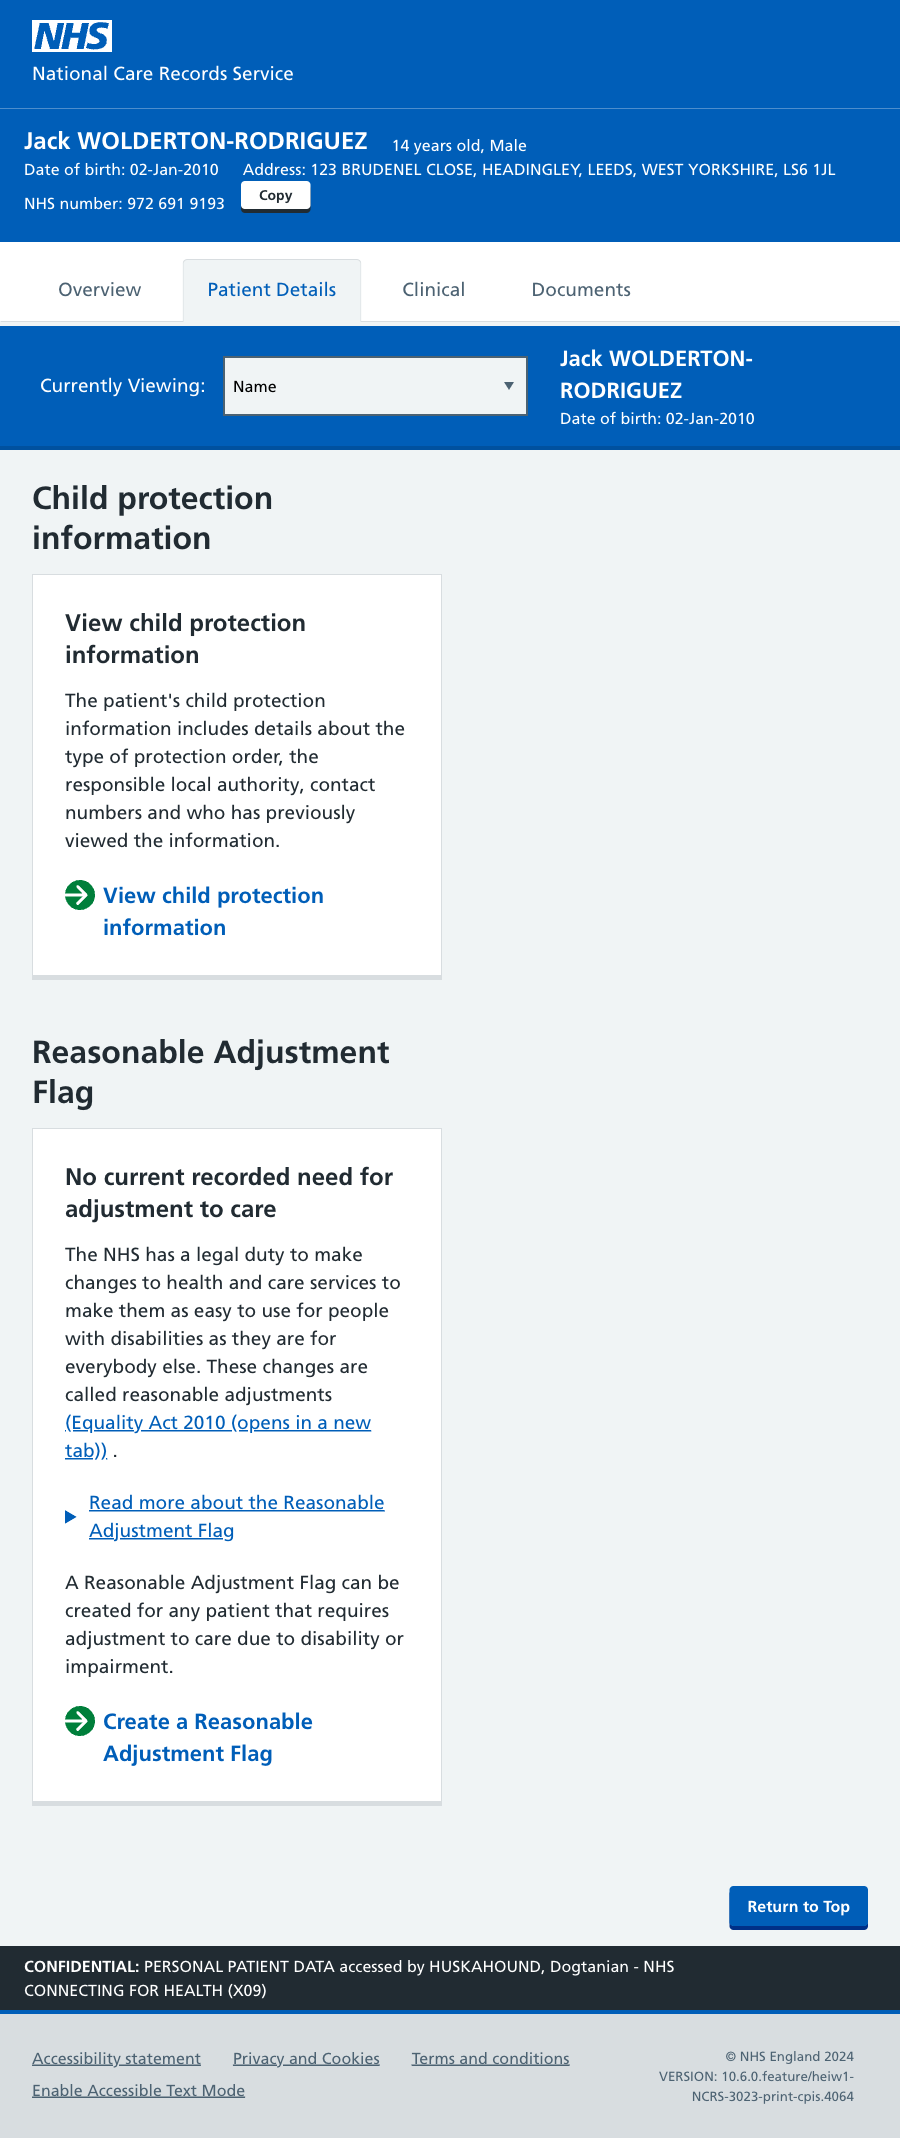 NHS
National Care Records Service
Jack WOLDERTON-RODRIGUEZ 14 years old, Male
Date of birth: 02-Jan-2010 Address: 123 BRUDENEL CLOSE, HEADINGLEY, LEEDS, WEST YORKSHIRE, LS6 1JL
NHS number: 972 691 9193 Copy
Overview Patient Details Clinical Documents
Currently Viewing: Name
Jack WOLDERTON-
RODRIGUEZ
Date of birth: 02-Jan-2010
Child protection
information
View child protection
information
The patient's child protection
information includes details about the
type of protection order, the
responsible local authority, contact
numbers and who has previously
viewed the information.
View child protection
information
Reasonable Adjustment
Flag
No current recorded need for
adjustment to care
The NHS has a legal duty to make
changes to health and care services to
make them as easy to use for people
with disabilities as they are for
everybody else. These changes are
called reasonable adjustments
(Equality Act 2010 (opens in a new
tab)) .
Read more about the Reasonable
Adjustment Flag
A Reasonable Adjustment Flag can be
created for any patient that requires
adjustment to care due to disability or
impairment.
Create a Reasonable
Adjustment Flag
Return to Top
CONFIDENTIAL: PERSONAL PATIENT DATA accessed by HUSKAHOUND, Dogtanian - NHS
CONNECTING FOR HEALTH (X09)
Accessibility statement Privacy and Cookies Terms and conditions
Enable Accessible Text Mode
© NHS England 2024
VERSION: 10.6.0.feature/heiw1-
NCRS-3023-print-cpis.4064